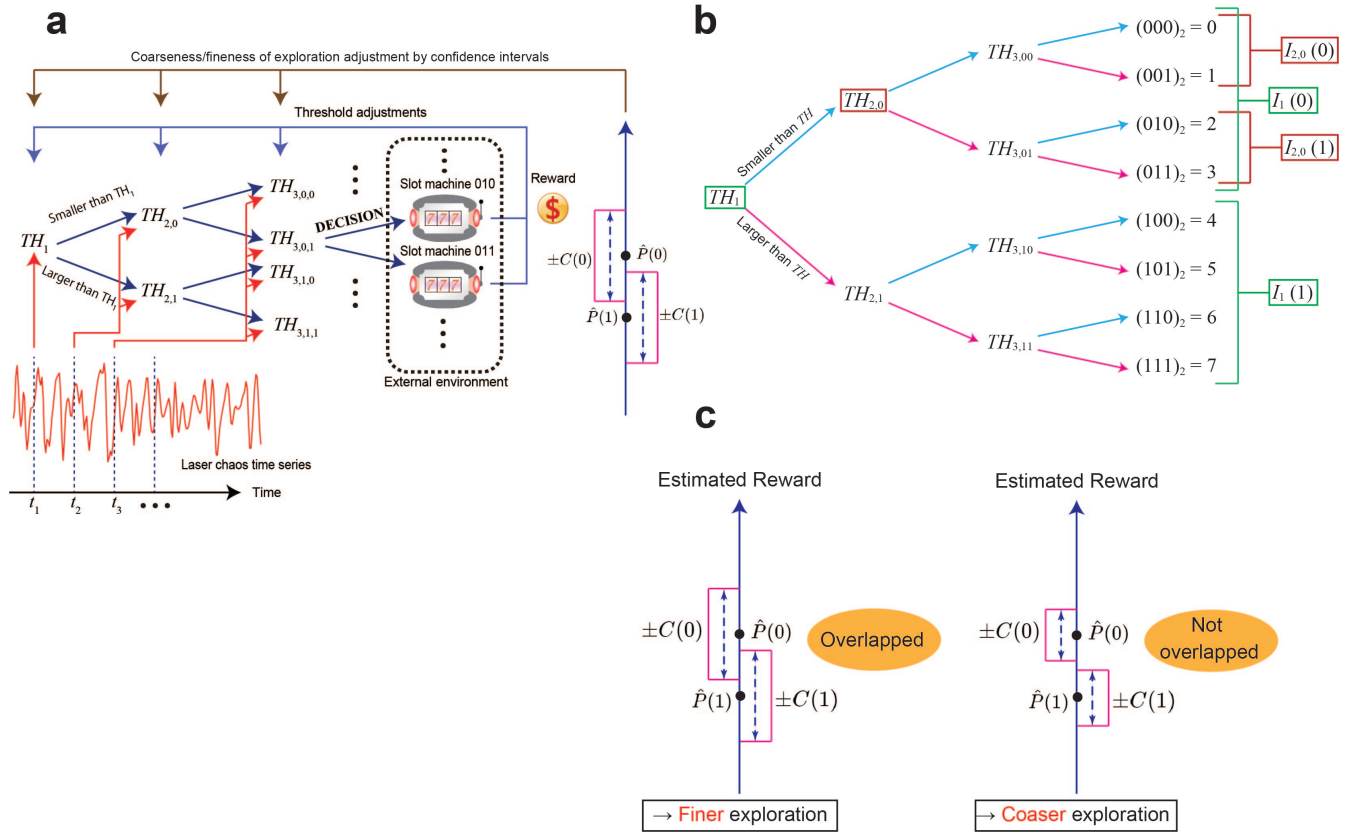 a
Coarseness/fineness of exploration adjustment by confidence intervals
Threshold adjustments
Smaller than TH₁
Larger than TH₁
TH₁
TH₂,₀
TH₂,₁
TH₃,₀,₀
TH₃,₀,₁
TH₃,₁,₀
TH₃,₁,₁
DECISION
Slot machine 010
777
Slot machine 011
777
Reward
$
External environment
±C(0)
P̂(0)
P̂(1)
±C(1)
Laser chaos time series
Time
t₁
t₂
t₃
b
TH₁
Smaller than TH
Larger than TH
TH₂,₀
TH₂,₁
TH₃,₀₀
TH₃,₀₁
TH₃,₁₀
TH₃,₁₁
(000)₂ = 0
(001)₂ = 1
(010)₂ = 2
(011)₂ = 3
(100)₂ = 4
(101)₂ = 5
(110)₂ = 6
(111)₂ = 7
I₂,₀ (0)
I₁ (0)
I₂,₀ (1)
I₁ (1)
c
Estimated Reward
±C(0)
P̂(0)
Overlapped
P̂(1)
±C(1)
→ Finer exploration
Estimated Reward
±C(0)
P̂(0)
Not
overlapped
P̂(1)
±C(1)
→ Coaser exploration